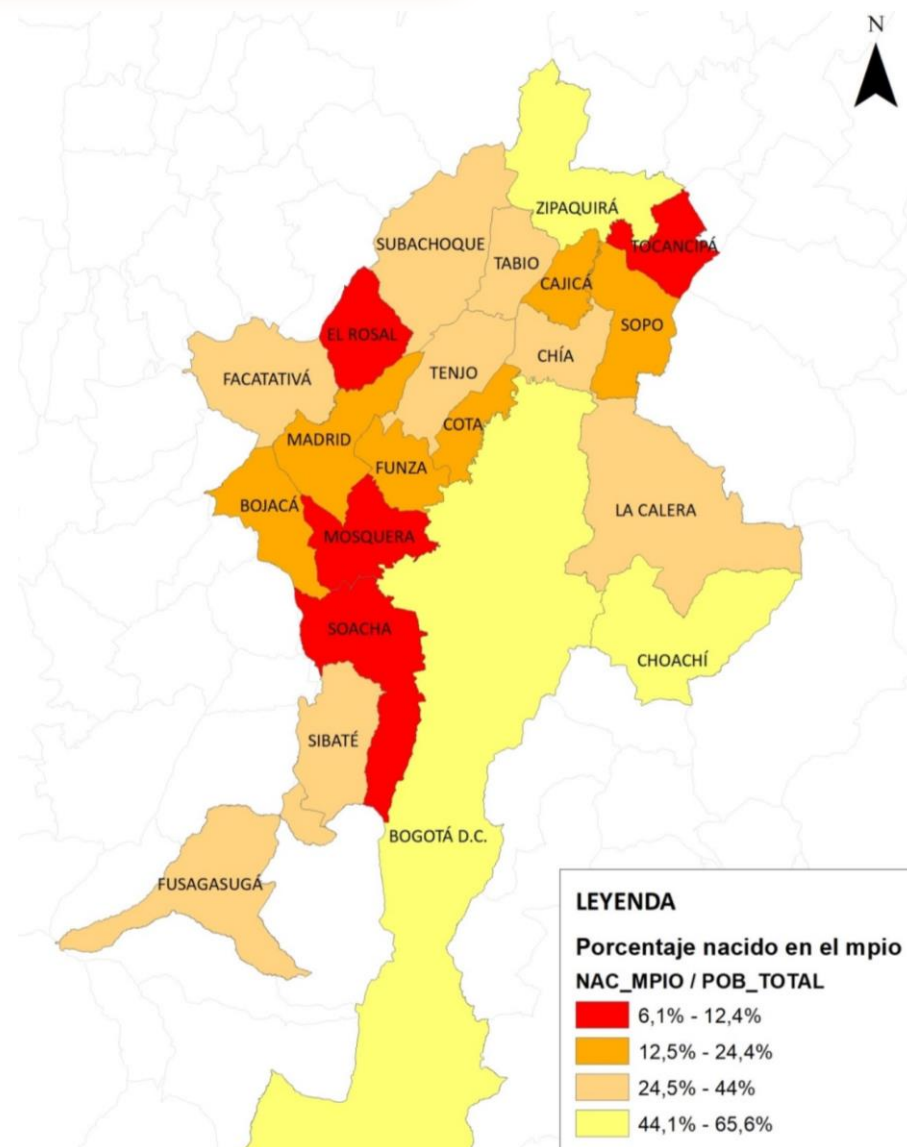 N
ZIPAQUIRÁ
SUBACHOQUE
TOCANCIPÁ
TABIO
CAJICÁ
EL ROSAL
SOPO
CHÍA
FACATATIVÁ
TENJO
COTA
MADRID
FUNZA
BOJACÁ
LA CALERA
MOSQUERA
SOACHA
CHOACHÍ
SIBATÉ
BOGOTÁ D.C.
FUSAGASUGÁ
LEYENDA
Porcentaje nacido en el mpio
NAC_MPIO / POB_TOTAL
6,1% - 12,4%
12,5% - 24,4%
24,5% - 44%
44,1% - 65,6%